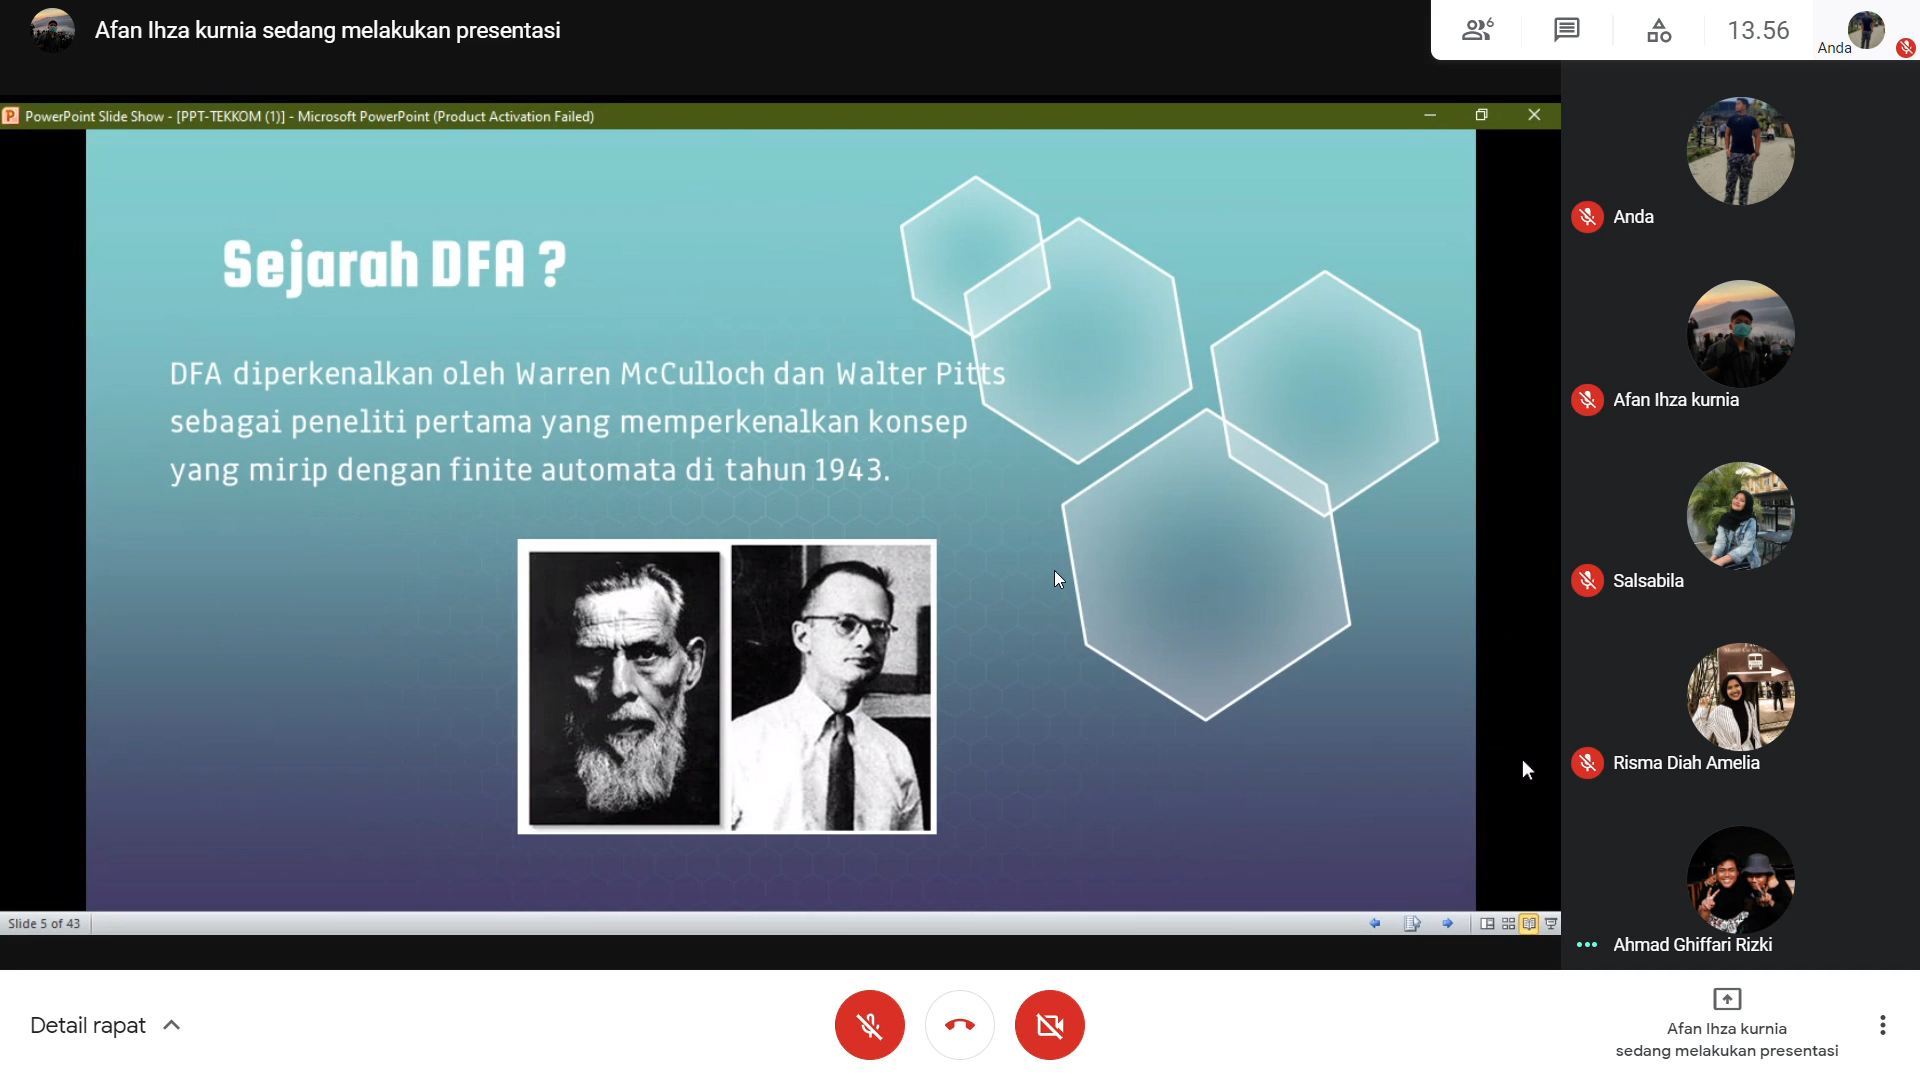 Afan Ihza kurnia sedang melakukan presentasi
6
13.56
Anda
PowerPoint Slide Show - [PPT-TEKKOM (1)] - Microsoft PowerPoint (Product Activation Failed)
Sejarah DFA ?
DFA diperkenalkan oleh Warren McCulloch dan Walter Pitts
sebagai peneliti pertama yang memperkenalkan konsep
yang mirip dengan finite automata di tahun 1943.
Slide 5 of 43
Anda
Afan Ihza kurnia
Salsabila
Risma Diah Amelia
Ahmad Ghiffari Rizki
Detail rapat
Afan Ihza kurnia
sedang melakukan presentasi